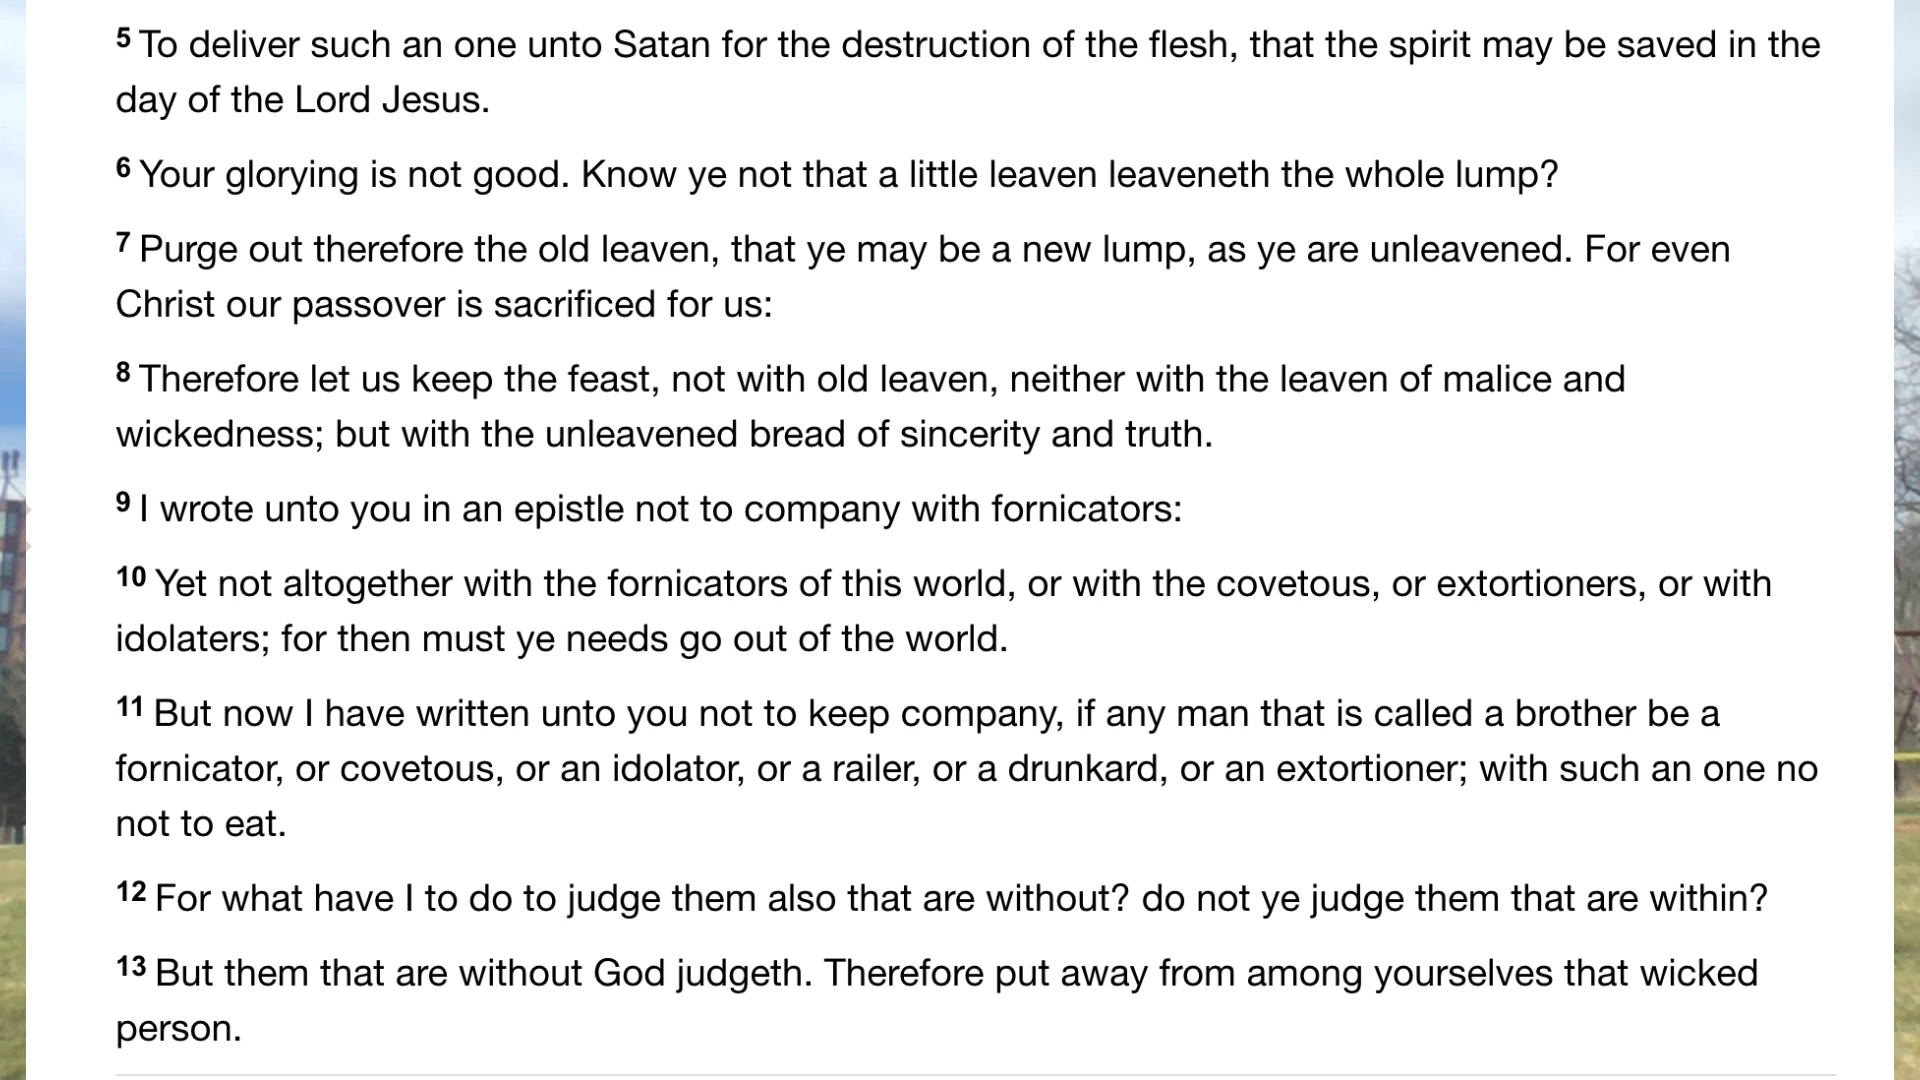 5 To deliver such an one unto Satan for the destruction of the flesh, that the spirit may be saved in the
day of the Lord Jesus.
6 Your glorying is not good. Know ye not that a little leaven leaveneth the whole lump?
7 Purge out therefore the old leaven, that ye may be a new lump, as ye are unleavened. For even
Christ our passover is sacrificed for us:
8 Therefore let us keep the feast, not with old leaven, neither with the leaven of malice and
wickedness; but with the unleavened bread of sincerity and truth.
9 I wrote unto you in an epistle not to company with fornicators:
10 Yet not altogether with the fornicators of this world, or with the covetous, or extortioners, or with
idolaters; for then must ye needs go out of the world.
11 But now I have written unto you not to keep company, if any man that is called a brother be a
fornicator, or covetous, or an idolator, or a railer, or a drunkard, or an extortioner; with such an one no
not to eat.
12 For what have I to do to judge them also that are without? do not ye judge them that are within?
13 But them that are without God judgeth. Therefore put away from among yourselves that wicked
person.